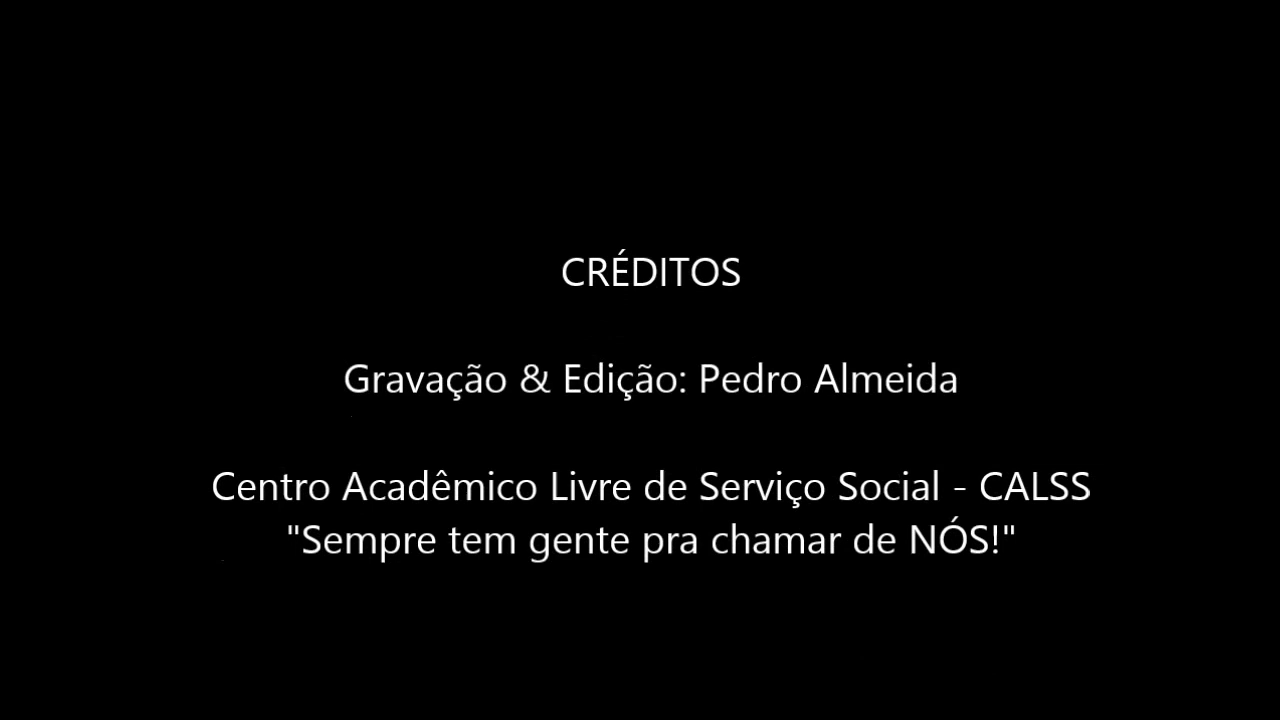 CRÉDITOS
Gravação & Edição: Pedro Almeida
Centro Acadêmico Livre de Serviço Social - CALSS
"Sempre tem gente pra chamar de NÓS!"